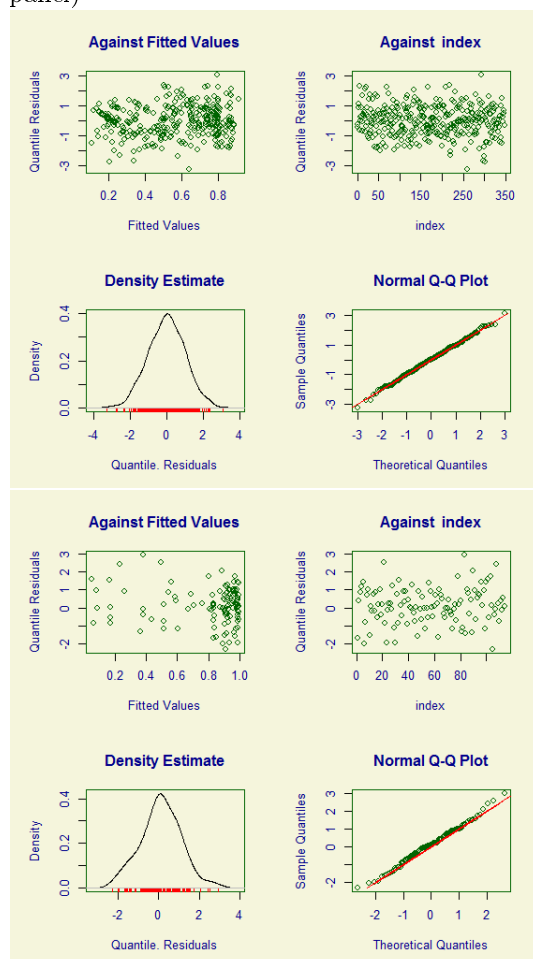 panel)
Against Fitted Values
Quantile Residuals
3
1
-1
-3
0.2 0.4 0.6 0.8
Fitted Values
Against index
Quantile Residuals
3
1
-1
-3
0 50 150 250 350
index
Density Estimate
Density
0.4
0.2
0.0
-4 -2 0 2 4
Quantile. Residuals
Normal Q-Q Plot
Sample Quantiles
3
1
-1
-3
-3 -2 -1 0 1 2 3
Theoretical Quantiles
Against Fitted Values
Quantile Residuals
3
2
1
0
-2
0.2 0.4 0.6 0.8 1.0
Fitted Values
Against index
Quantile Residuals
3
2
1
0
-2
0 20 40 60 80
index
Density Estimate
Density
0.4
0.2
0.0
-2 0 2 4
Quantile. Residuals
Normal Q-Q Plot
Sample Quantiles
3
2
1
0
-2
-2 -1 0 1 2
Theoretical Quantiles